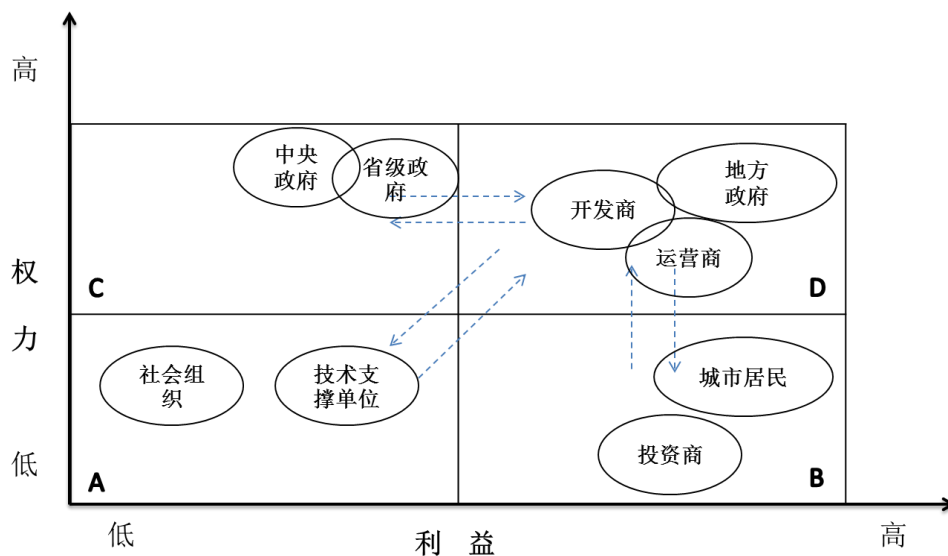 高
中央
政府
省级政
府
地方
政府
开发商
运营商
权
C
D
力
社会组
织
技术支
撑单位
城市居民
投资商
低
A
B
低
利 益
高